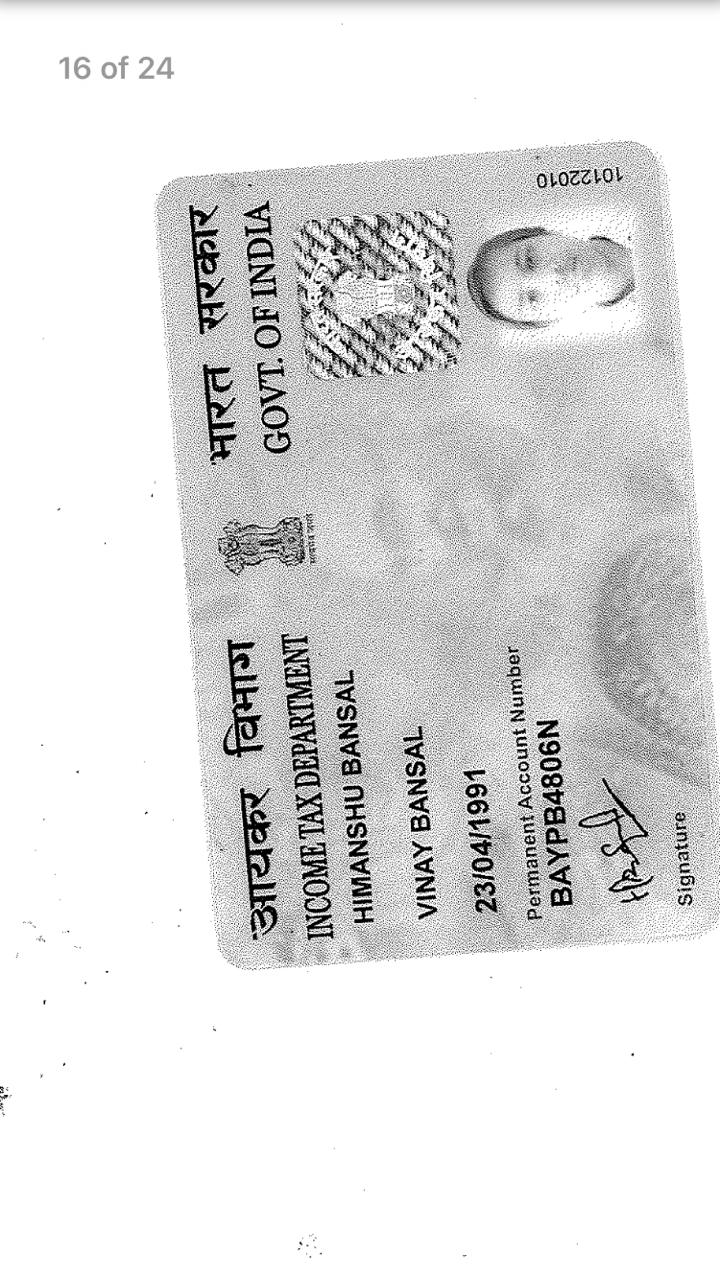 16 of 24
आयकर विभाग
INCOME TAX DEPARTMENT
भारत सरकार
GOVT. OF INDIA
HIMANSHU BANSAL
VINAY BANSAL
23/04/1991
Permanent Account Number
BAYPB4806N
Signature
10122010